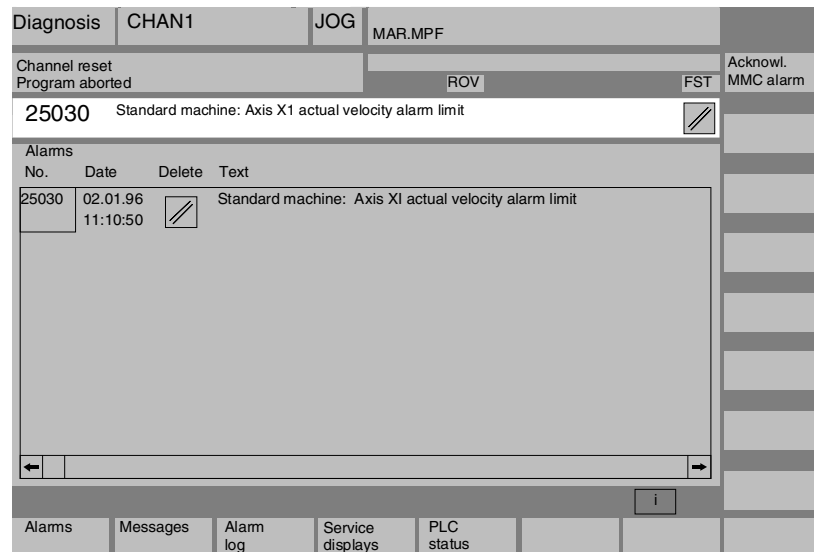 Diagnosis CHAN1 JOG MAR.MPF
Channel reset
Program aborted ROV FST
Acknowl.
MMC alarm
25030 Standard machine: Axis X1 actual velocity alarm limit
Alarms
No. Date Delete Text
25030 02.01.96 Standard machine: Axis XI actual velocity alarm limit
11:10:50
i
Alarms Messages Alarm log Service displays PLC status